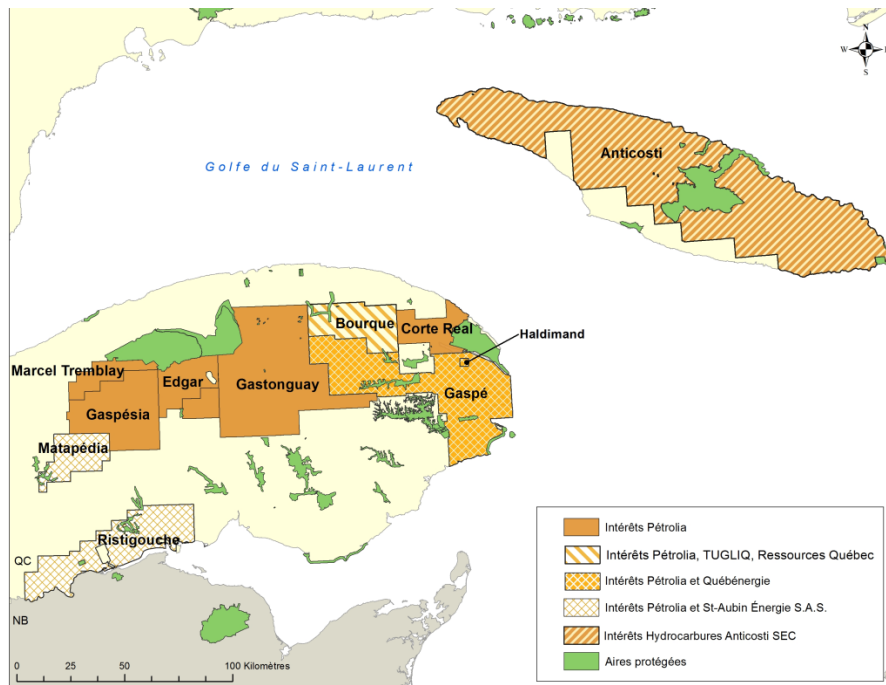 N
W
E
S
Anticosti
Golfe du Saint-Laurent
Bourque
Corte Real
Haldimand
Marcel Tremblay
Edgar
Gastonguay
Gaspé
Gaspésia
Matapédia
Ristigouche
QC
NB
0 25 50 100 Kilomètres
Intérêts Pétrolia
Intérêts Pétrolia, TUGLIQ, Ressources Québec
Intérêts Pétrolia et Québénergie
Intérêts Pétrolia et St-Aubin Énergie S.A.S.
Intérêts Hydrocarbures Anticosti SEC
Aires protégées